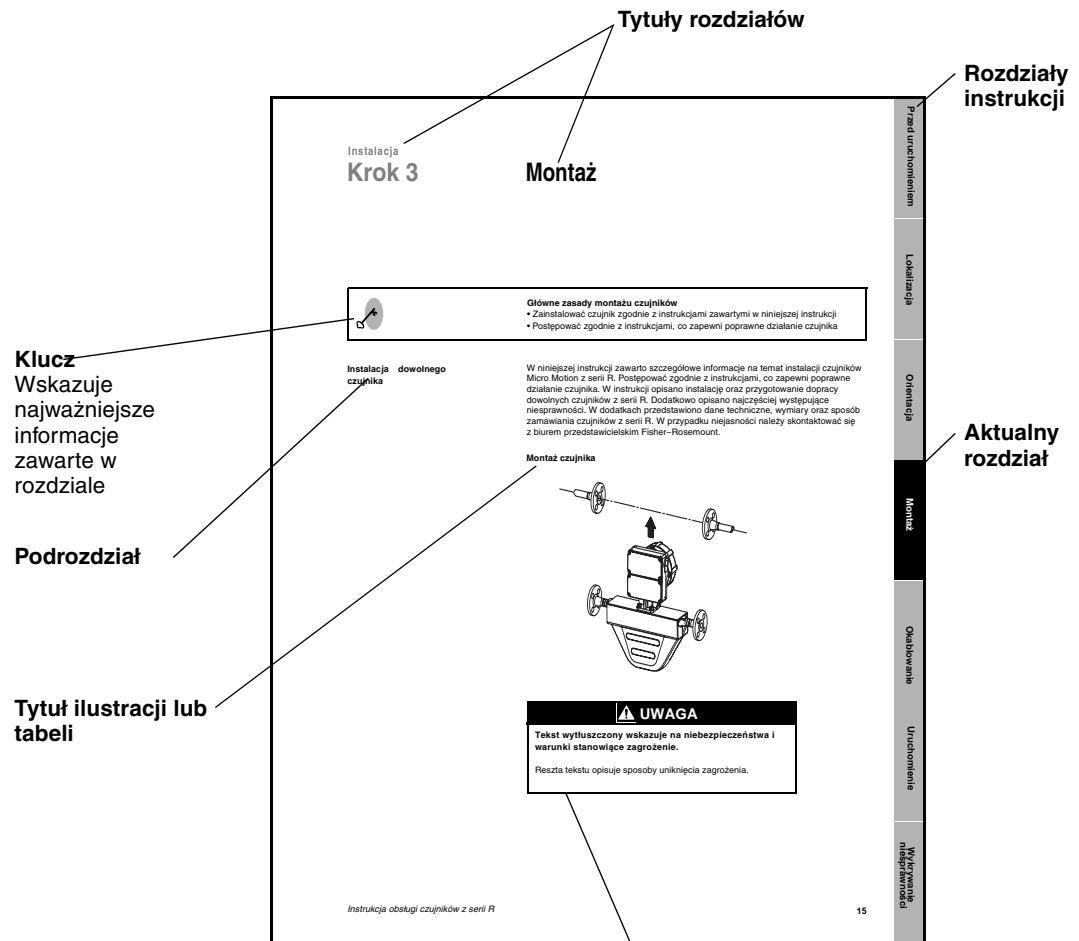 Tytuły rozdziałów
Rozdziały
instrukcji
Instalacja
Krok 3
Montaż
Główne zasady montażu czujników
• Zainstalować czujnik zgodnie z instrukcjami zawartymi w niniejszej instrukcji
• Postępować zgodnie z instrukcjami, co zapewni poprawne działanie czujnika
Klucz
Wskazuje
najważniejsze
informacje
zawarte w
rozdziale
Instalacja dowolnego
czujnika
W niniejszej instrukcji zawarto szczegółowe informacje na temat instalacji czujników
Micro Motion z serii R. Postępować zgodnie z instrukcjami, co zapewni poprawne
działanie czujnika. W instrukcji opisano instalację oraz przygotowanie dopracy
dowolnych czujników z serii R. Dodatkowo opisano najczęściej występujące
niesprawności. W dodatkach przedstawiono dane techniczne, wymiary oraz sposób
zamawiania czujników z serii R. W przypadku niejasności należy skontaktować się
z biurem przedstawicielskim Fisher–Rosemount.
Aktualny
rozdział
Montaż czujnika
Podrozdział
Tytuł ilustracji lub
tabeli
UWAGA
Tekst wytłuszczony wskazuje na niebezpieczeństwa i
warunki stanowiące zagrożenie.
Reszta tekstu opisuje sposoby uniknięcia zagrożenia.
Przed uruchomieniem
Lokalizacja
Orientacja
Montaż
Okablowanie
Uruchomienie
Wykrywanie
niesprawności
Instrukcja obsługi czujników z serii R
15